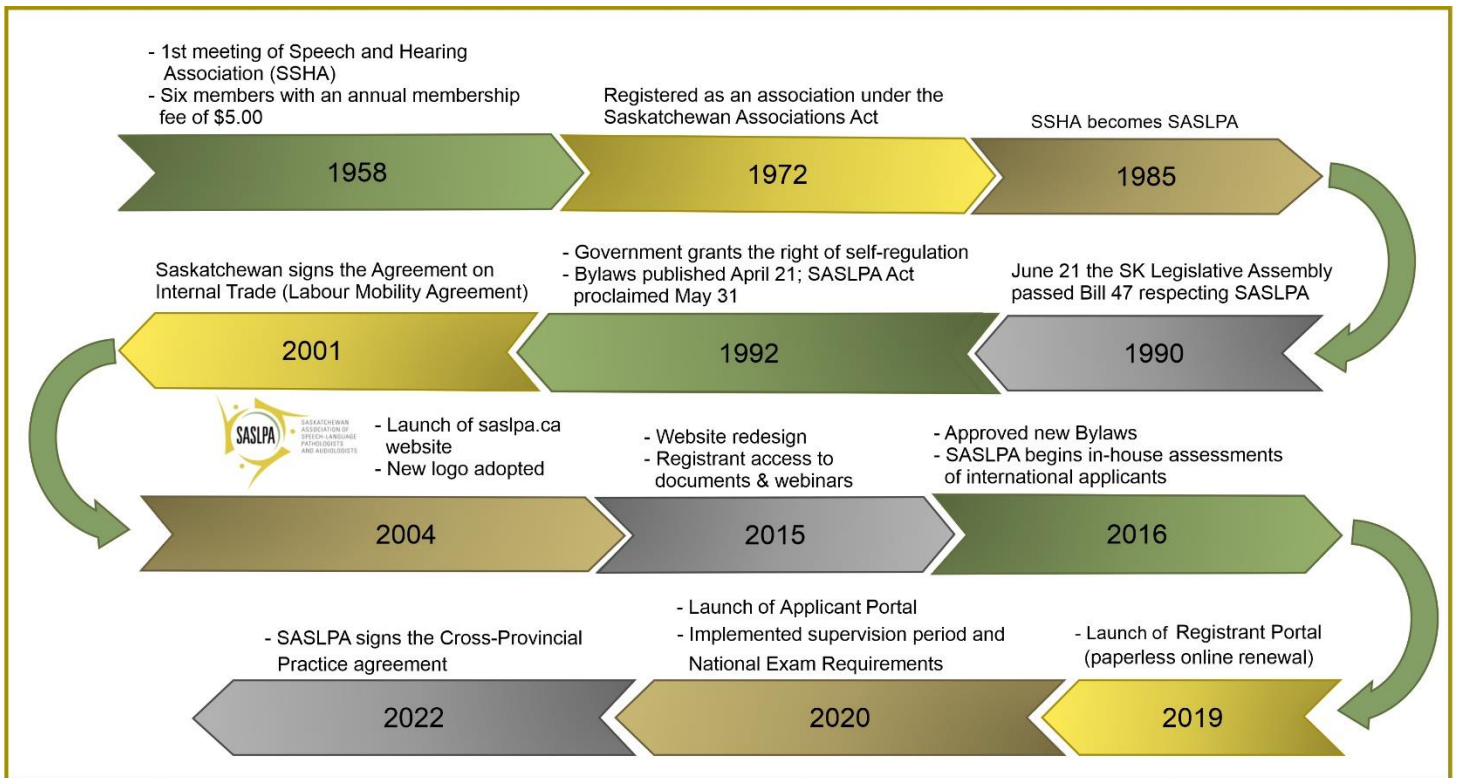 - 1st meeting of Speech and Hearing
Association (SSHA)
- Six members with an annual membership
fee of $5.00
1958
Registered as an association under the
Saskatchewan Associations Act
1972
SSHA becomes SASLPA
1985
June 21 the SK Legislative Assembly
passed Bill 47 respecting SASLPA
1990
- Government grants the right of self-regulation
- Bylaws published April 21; SASLPA Act
proclaimed May 31
1992
Saskatchewan signs the Agreement on
Internal Trade (Labour Mobility Agreement)
2001
SASLPA
SASKATCHEWAN
ASSOCIATION OF
SPEECH-LANGUAGE
PATHOLOGISTS
AND AUDIOLOGISTS
- Launch of saslpa.ca
website
- New logo adopted
2004
- Website redesign
- Registrant access to
documents & webinars
2015
- Approved new Bylaws
- SASLPA begins in-house assessments
of international applicants
2016
- Launch of Registrant Portal
(paperless online renewal)
2019
- Launch of Applicant Portal
- Implemented supervision period and
National Exam Requirements
2020
- SASLPA signs the Cross-Provincial
Practice agreement
2022